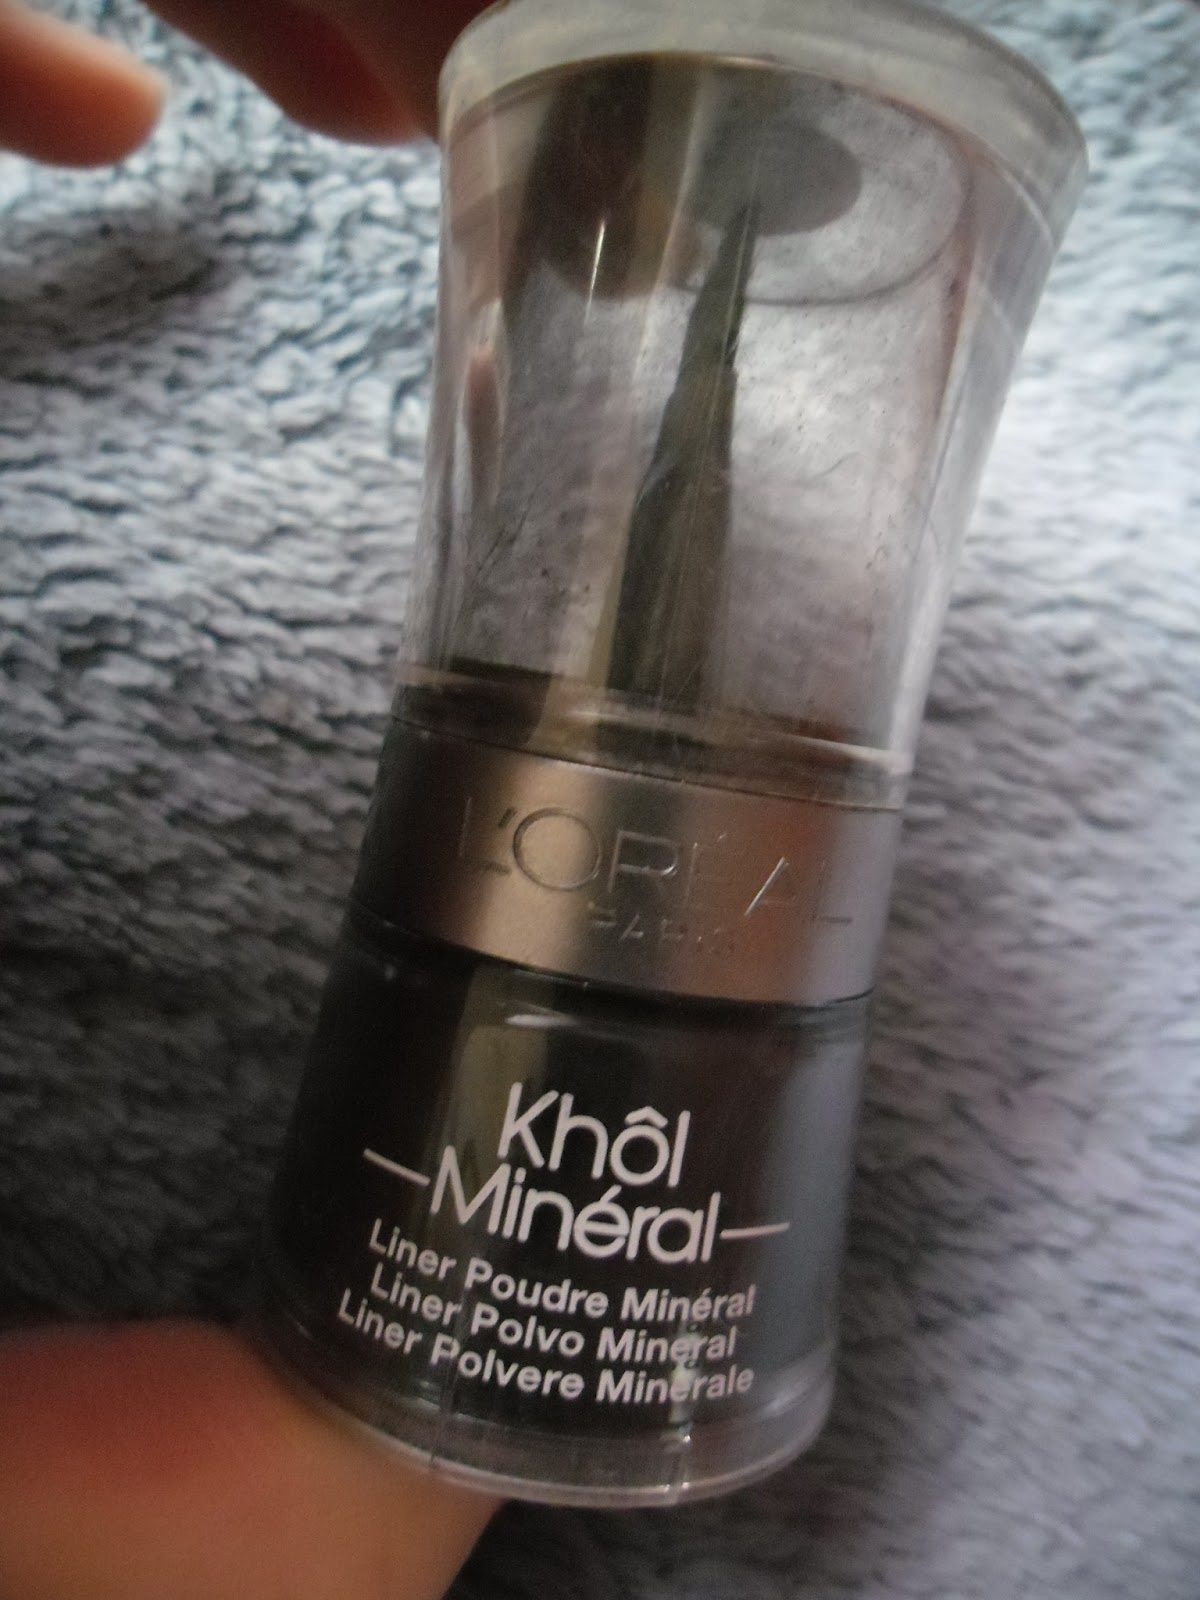 L'ORÉAL
PARIS
Khôl
Minéral
Liner Poudre Minéral
Liner Polvo Mineral
Liner Polvere Minerale